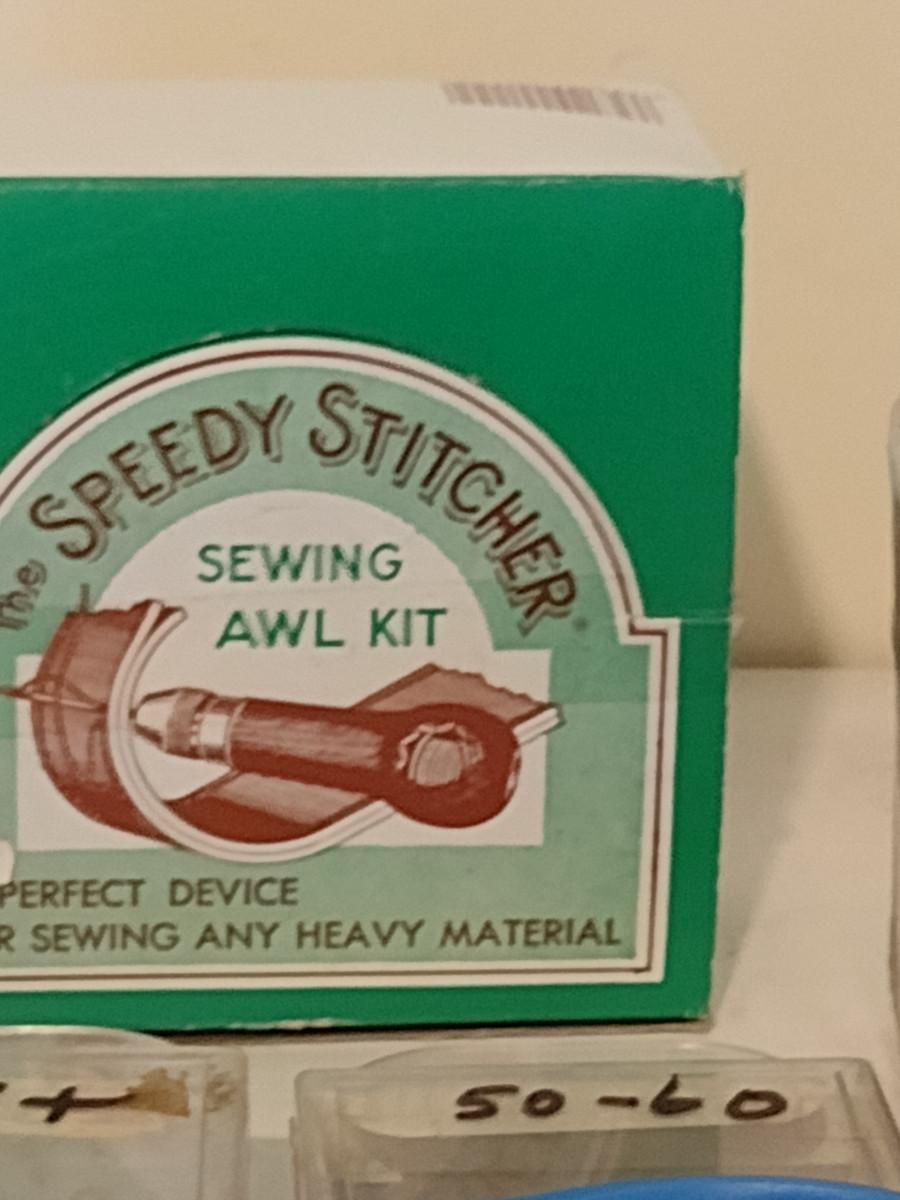 The SPEEDY STITCHER
SEWING
AWL KIT
PERFECT DEVICE
SEWING ANY HEAVY MATERIAL
+ 50-60